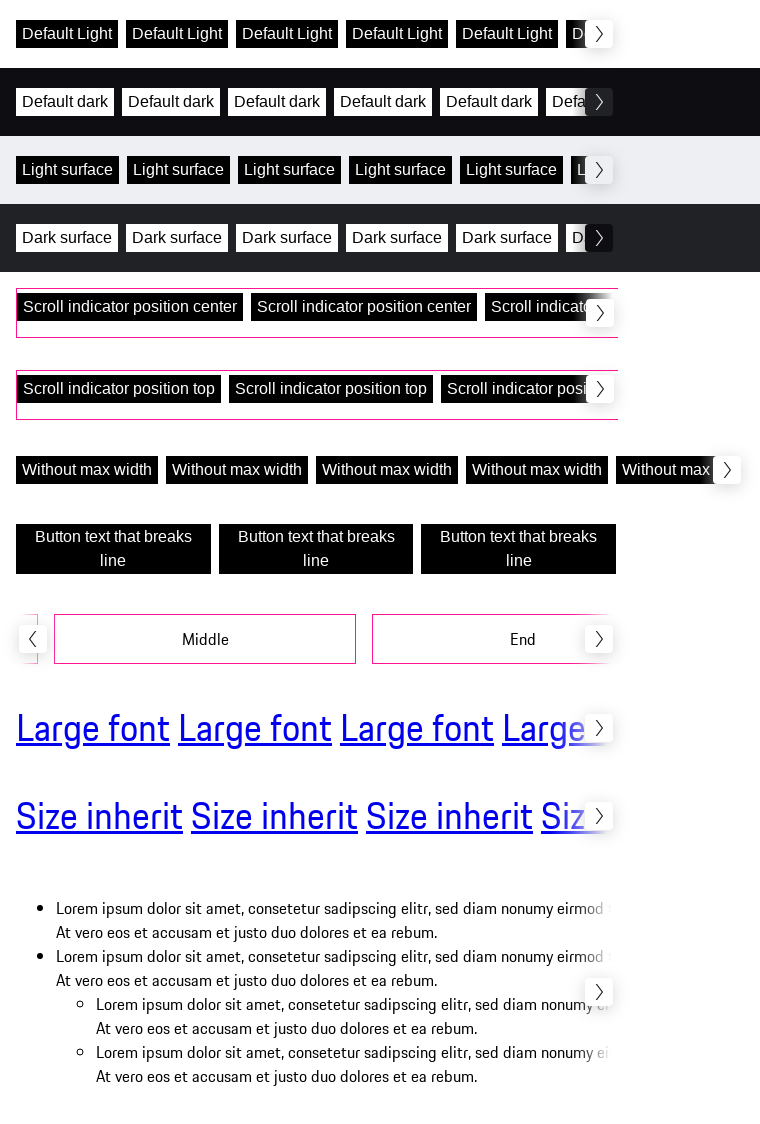 Default Light Default Light Default Light Default Light Default Light
Default dark Default dark Default dark Default dark Default dark Defa
Light surface Light surface Light surface Light surface Light surface
Dark surface Dark surface Dark surface Dark surface Dark surface
Scroll indicator position center Scroll indicator position center Scroll indicato
Scroll indicator position top Scroll indicator position top Scroll indicator posi
Without max width Without max width Without max width Without max width Without max
Button text that breaks line Button text that breaks line Button text that breaks line
Middle End
Large font Large font Large font Large
Size inherit Size inherit Size inherit Siz
Lorem ipsum dolor sit amet, consetetur sadipscing elitr, sed diam nonumy eirmod
At vero eos et accusam et justo duo dolores et ea rebum.
Lorem ipsum dolor sit amet, consetetur sadipscing elitr, sed diam nonumy eirmod
At vero eos et accusam et justo duo dolores et ea rebum.
Lorem ipsum dolor sit amet, consetetur sadipscing elitr, sed diam nonumy ei
At vero eos et accusam et justo duo dolores et ea rebum.
Lorem ipsum dolor sit amet, consetetur sadipscing elitr, sed diam nonumy ei
At vero eos et accusam et justo duo dolores et ea rebum.